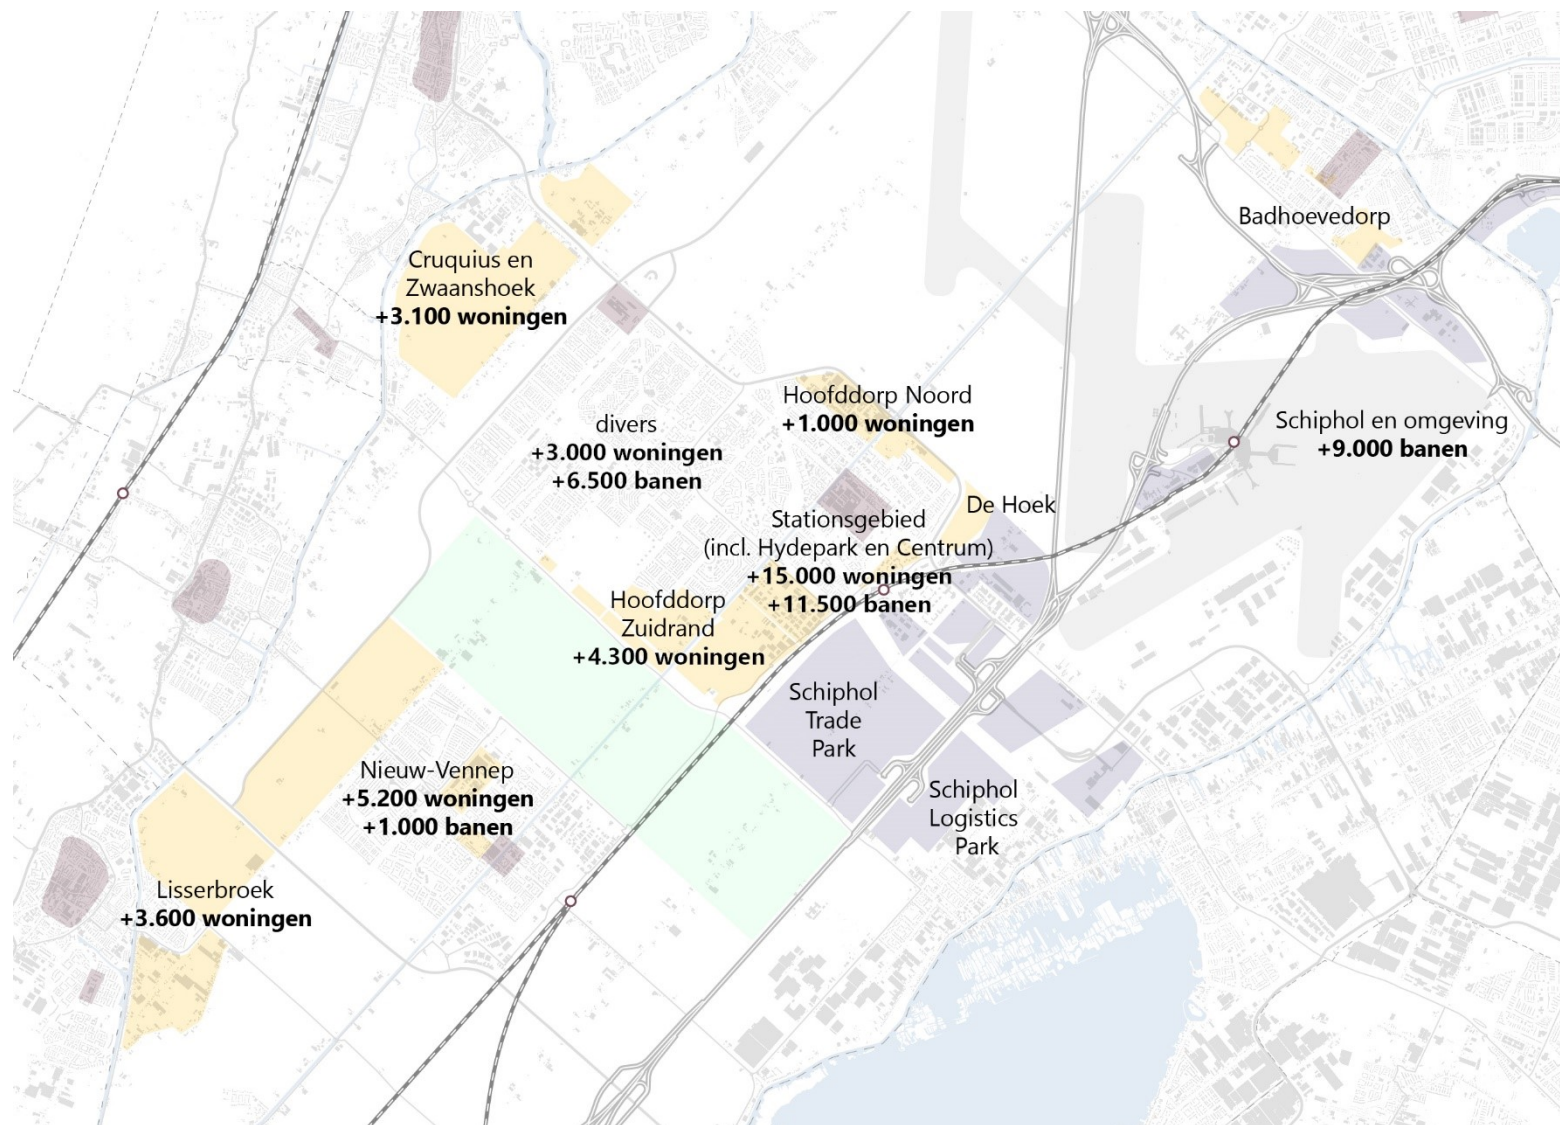 Badhoevedorp
Cruquius en
Zwaanshoek
+3.100 woningen
Hoofddorp Noord
+1.000 woningen
divers
+3.000 woningen
+6.500 banen
Schiphol en omgeving
+9.000 banen
De Hoek
Stationsgebied
(incl. Hydepark en Centrum)
+15.000 woningen
+11.500 banen
Hoofddorp
Zuidrand
+4.300 woningen
Schiphol
Trade
Park
Nieuw-Vennep
+5.200 woningen
+1.000 banen
Schiphol
Logistics
Park
Lisserbroek
+3.600 woningen